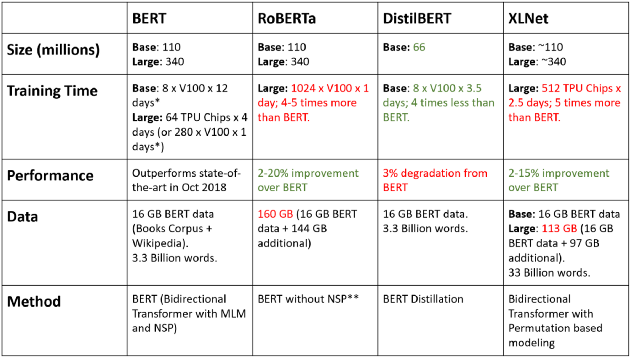 BERT RoBERTa DistilBERT XLNet
Size (millions)
Base: 110
Large: 340
Base: 110
Large: 340
Base: 66
Base: ~110
Large: ~340
Training Time
Base: 8 x V100 x 12
days*
Large: 64 TPU Chips x 4
days (or 280 x V100 x 1
days*)
Large: 1024 x V100 x 1
day; 4-5 times more
than BERT.
Base: 8 x V100 x 3.5
days; 4 times less than
BERT.
Large: 512 TPU Chips x
2.5 days; 5 times more
than BERT.
Performance
Outperforms state-of-
the-art in Oct 2018
2-20% improvement
over BERT
3% degradation from
BERT
2-15% improvement
over BERT
Data
16 GB BERT data
(Books Corpus +
Wikipedia).
3.3 Billion words.
160 GB (16 GB BERT
data + 144 GB
additional)
16 GB BERT data.
3.3 Billion words.
Base: 16 GB BERT data
Large: 113 GB (16 GB
BERT data + 97 GB
additional).
33 Billion words.
Method
BERT (Bidirectional
Transformer with MLM
and NSP)
BERT without NSP**
BERT Distillation
Bidirectional
Transformer with
Permutation based
modeling